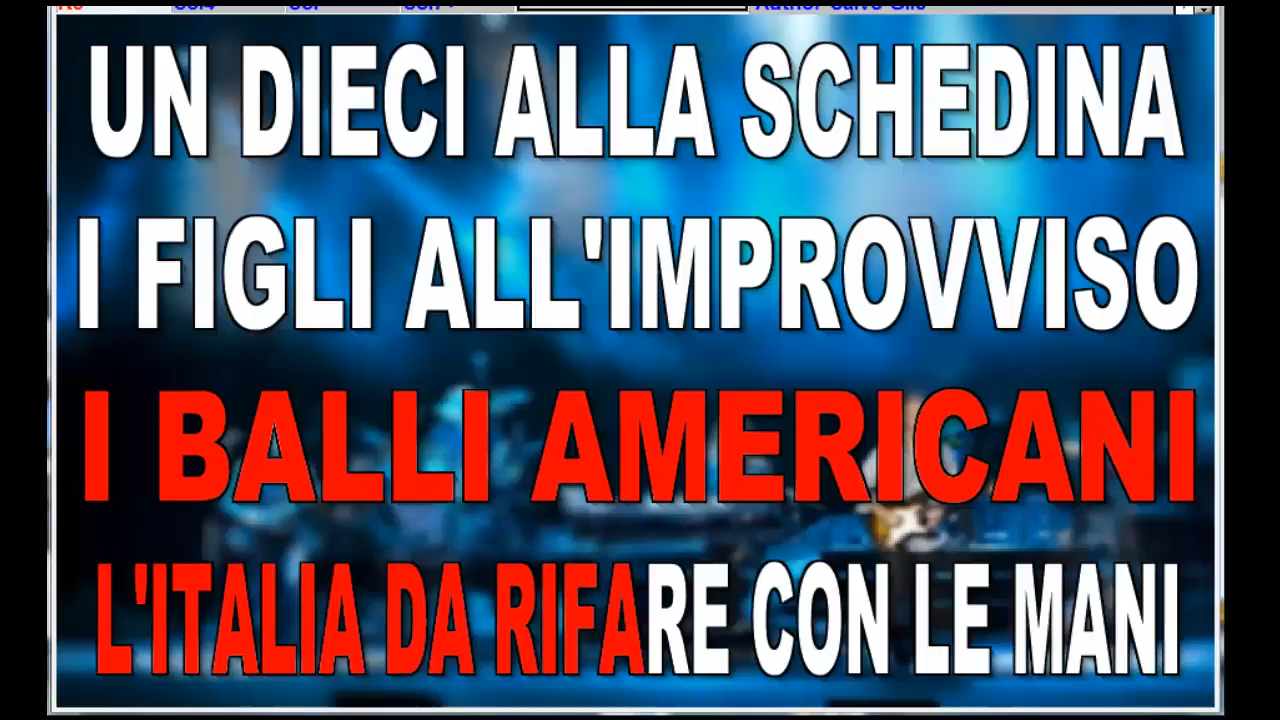 UN DIECI ALLA SCHEDINA
I FIGLI ALL'IMPROVVISO
I BALLI AMERICANI
L'ITALIA DA RIFARE CON LE MANI